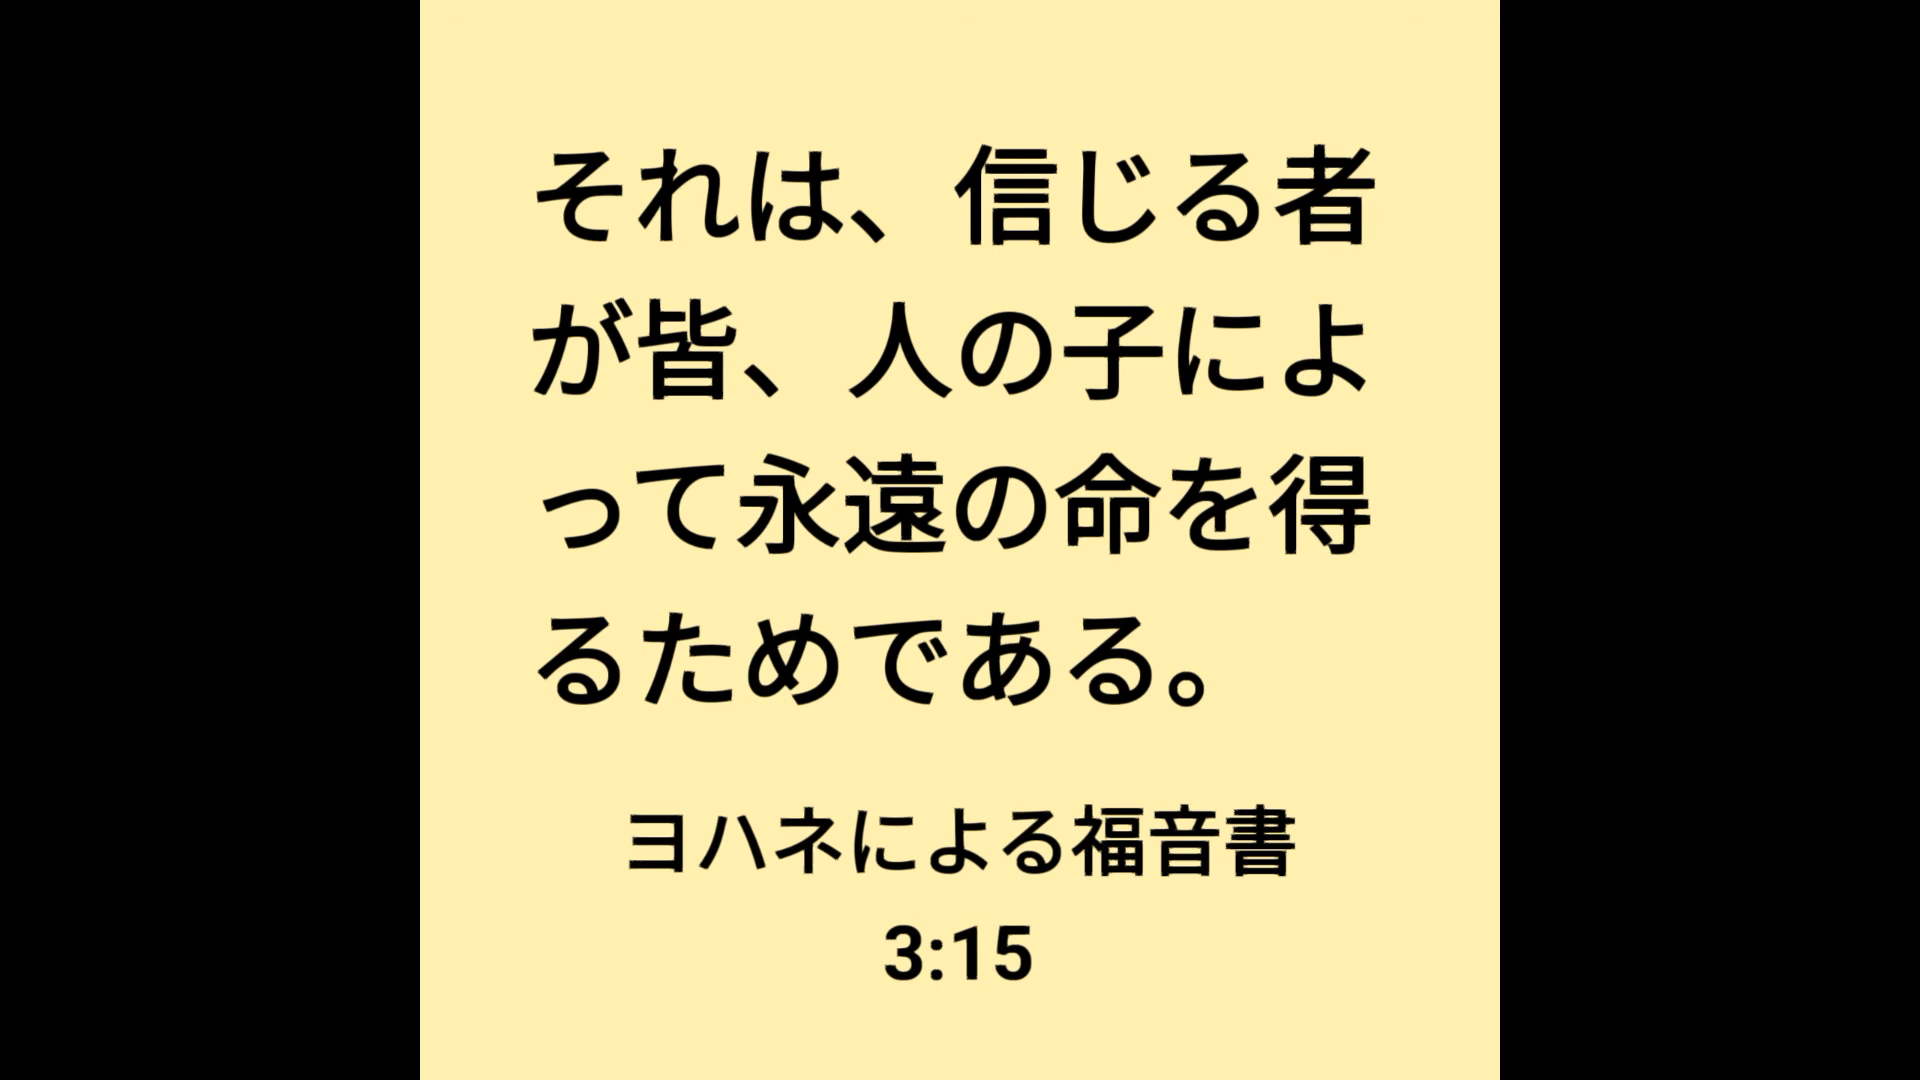 それは、信じる者
が皆、人の子によ
って永遠の命を得
るためである。
ヨハネによる福音書
3:15